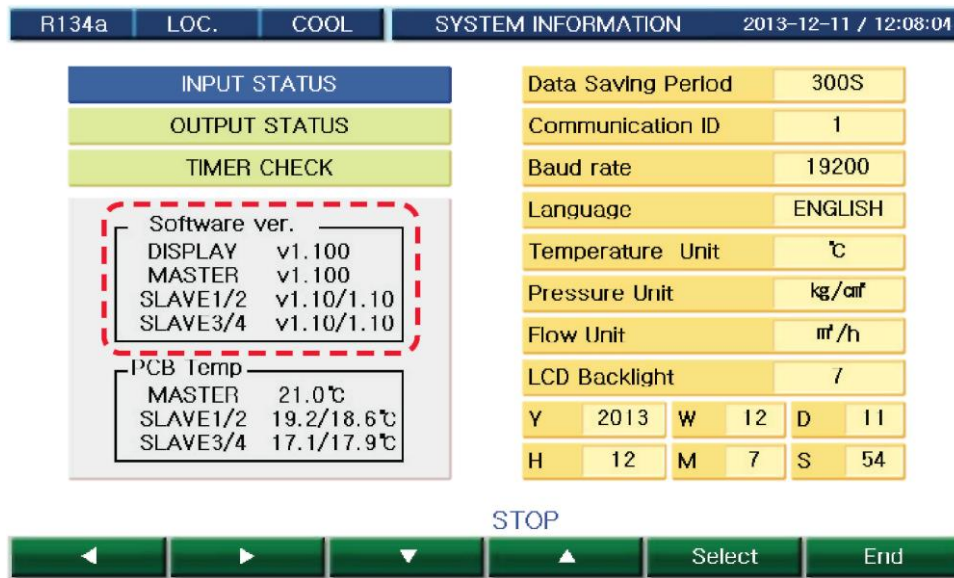 R134a LOC. COOL SYSTEM INFORMATION 2013-12-11 / 12:08:04
INPUT STATUS
OUTPUT STATUS
TIMER CHECK
Software ver.
DISPLAY v1.100
MASTER v1.100
SLAVE1/2 v1.10/1.10
SLAVE3/4 v1.10/1.10
PCB Temp
MASTER 21.0℃
SLAVE1/2 19.2/18.6℃
SLAVE3/4 17.1/17.9℃
Data Saving Period 300S
Communication ID 1
Baud rate 19200
Language ENGLISH
Temperature Unit ℃
Pressure Unit kg/㎠
Flow Unit ㎥/h
LCD Backlight 7
Y 2013 W 12 D 11
H 12 M 7 S 54
STOP
◀ ▶ ▼ ▲ Select End